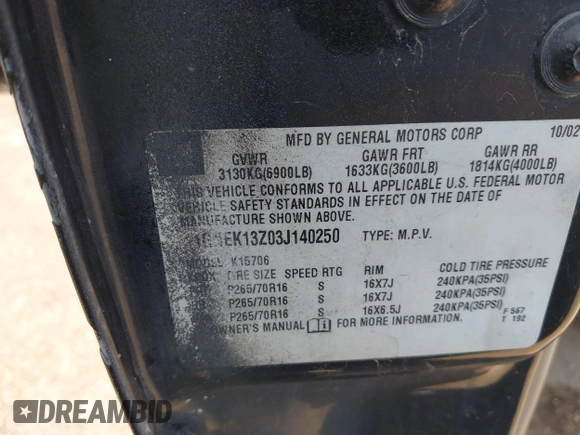 MFD BY GENERAL MOTORS CORP 10/02
GVWR GAWR FRT GAWR RR
3130KG(6900LB) 1633KG(3600LB) 1814KG(4000LB)
THIS VEHICLE CONFORMS TO ALL APPLICABLE U.S. FEDERAL MOTOR
VEHICLE SAFETY STANDARDS IN EFFECT ON THE DATE OF
MANUFACTURE SHOWN ABOVE.
EK13Z03J140250 TYPE: M.P.V.
MODEL: K15706
TIRE SIZE SPEED RTG RIM COLD TIRE PRESSURE
P265/70R16 S 16X7J 240KPA(35PSI)
P265/70R16 S 16X7J 240KPA(35PSI)
P265/70R16 S 16X6.5J 240KPA(35PSI)
OWNER'S MANUAL FOR MORE INFORMATION. F 567
T 192
DREAMBID